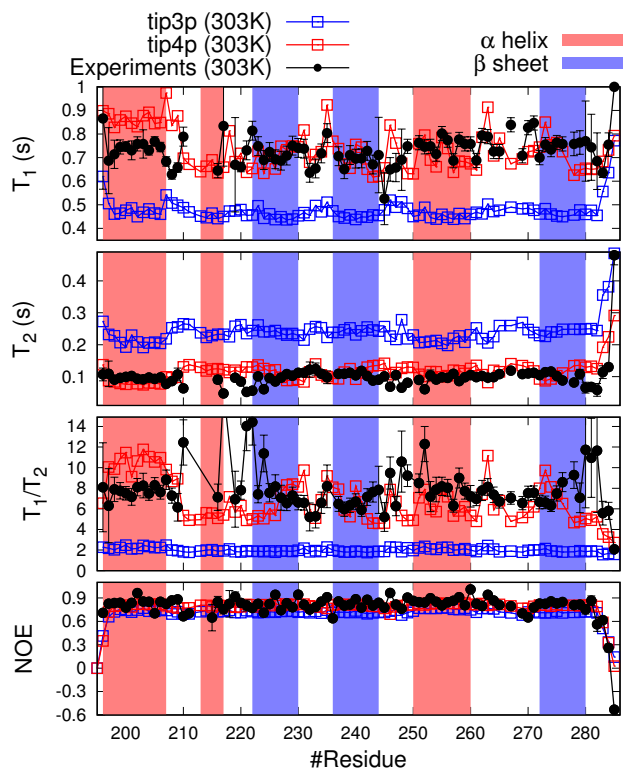 tip3p (303K)
tip4p (303K)
Experiments (303K)
α helix
β sheet
T1 (s)
1
0.9
0.8
0.7
0.6
0.5
0.4
T2 (s)
0.4
0.3
0.2
0.1
T1/T2
14
12
10
8
6
4
2
0
NOE
0.9
0.6
0.3
0
-0.3
-0.6
200 210 220 230 240 250 260 270 280
#Residue